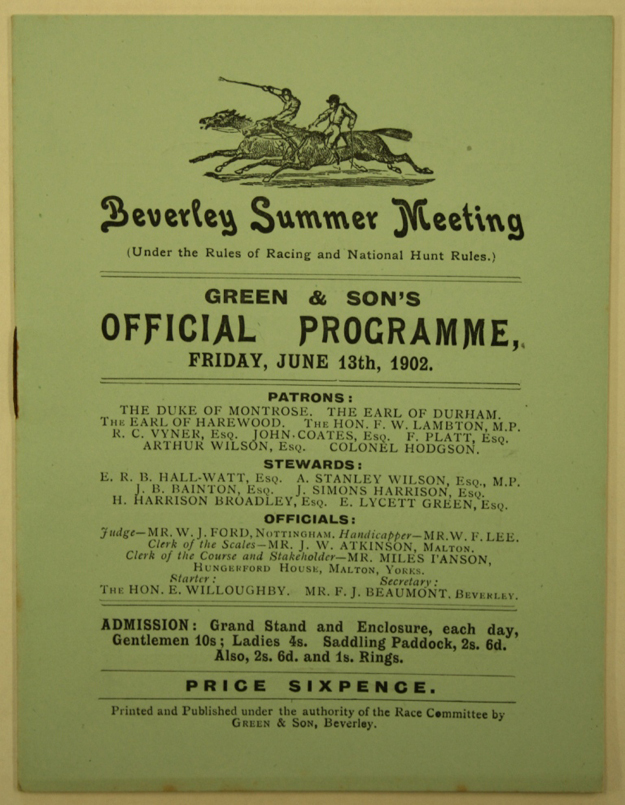 Beverley Summer Meeting
(Under the Rules of Racing and National Hunt Rules.)
GREEN & SON'S
OFFICIAL PROGRAMME,
FRIDAY, JUNE 13th, 1902.
PATRONS:
THE DUKE OF MONTROSE. THE EARL OF DURHAM.
THE EARL OF HAREWOOD. THE HON. F. W. LAMBTON, M.P.
R. C. VYNER, ESQ. JOHN COATES, ESQ. F. PLATT, ESQ.
ARTHUR WILSON, ESQ. COLONEL HODGSON.
STEWARDS:
E. R. B. HALL-WATT, ESQ. A. STANLEY WILSON, ESQ., M.P.
J. B. BAINTON, ESQ. J. SIMONS HARRISON, ESQ.
H. HARRISON BROADLEY, ESQ. E. LYCETT GREEN, ESQ.
OFFICIALS:
Judge—MR. W. J. FORD, NOTTINGHAM. Handicapper—MR. W. F. LEE.
Clerk of the Scales—MR. J. W. ATKINSON, MALTON.
Clerk of the Course and Stakeholder—MR. MILES I'ANSON,
HUNGERFORD HOUSE, MALTON, YORKS.
Starter: Secretary:
THE HON. E. WILLOUGHBY. MR. F. J. BEAUMONT. BEVERLEY.
ADMISSION: Grand Stand and Enclosure, each day,
Gentlemen 10s; Ladies 4s. Saddling Paddock, 2s. 6d.
Also, 2s. 6d. and 1s. Rings.
PRICE SIXPENCE.
Printed and Published under the authority of the Race Committee by
GREEN & SON, Beverley.